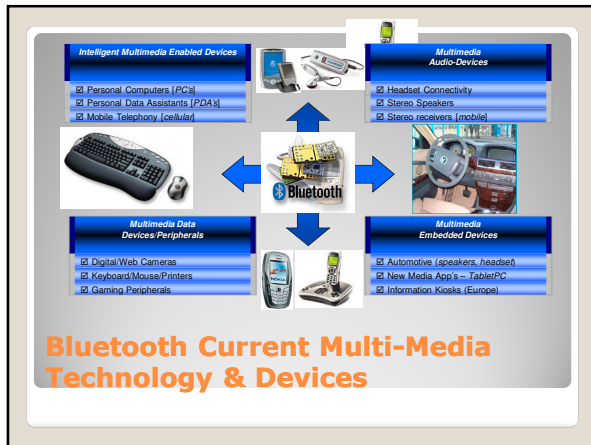 Intelligent Multimedia Enabled Devices
☑ Personal Computers [PC's]
☑ Personal Data Assistants [PDA's]
☑ Mobile Telephony [cellular]
Multimedia
Audio-Devices
☑ Headset Connectivity
☑ Stereo Speakers
☑ Stereo receivers [mobile]
Bluetooth
Multimedia Data
Devices/Peripherals
☑ Digital/Web Cameras
☑ Keyboard/Mouse/Printers
☑ Gaming Peripherals
NOKIA
Multimedia
Embedded Devices
☑ Automotive (speakers, headset)
☑ New Media App's – TabletPC
☑ Information Kiosks (Europe)
Bluetooth Current Multi-Media
Technology & Devices